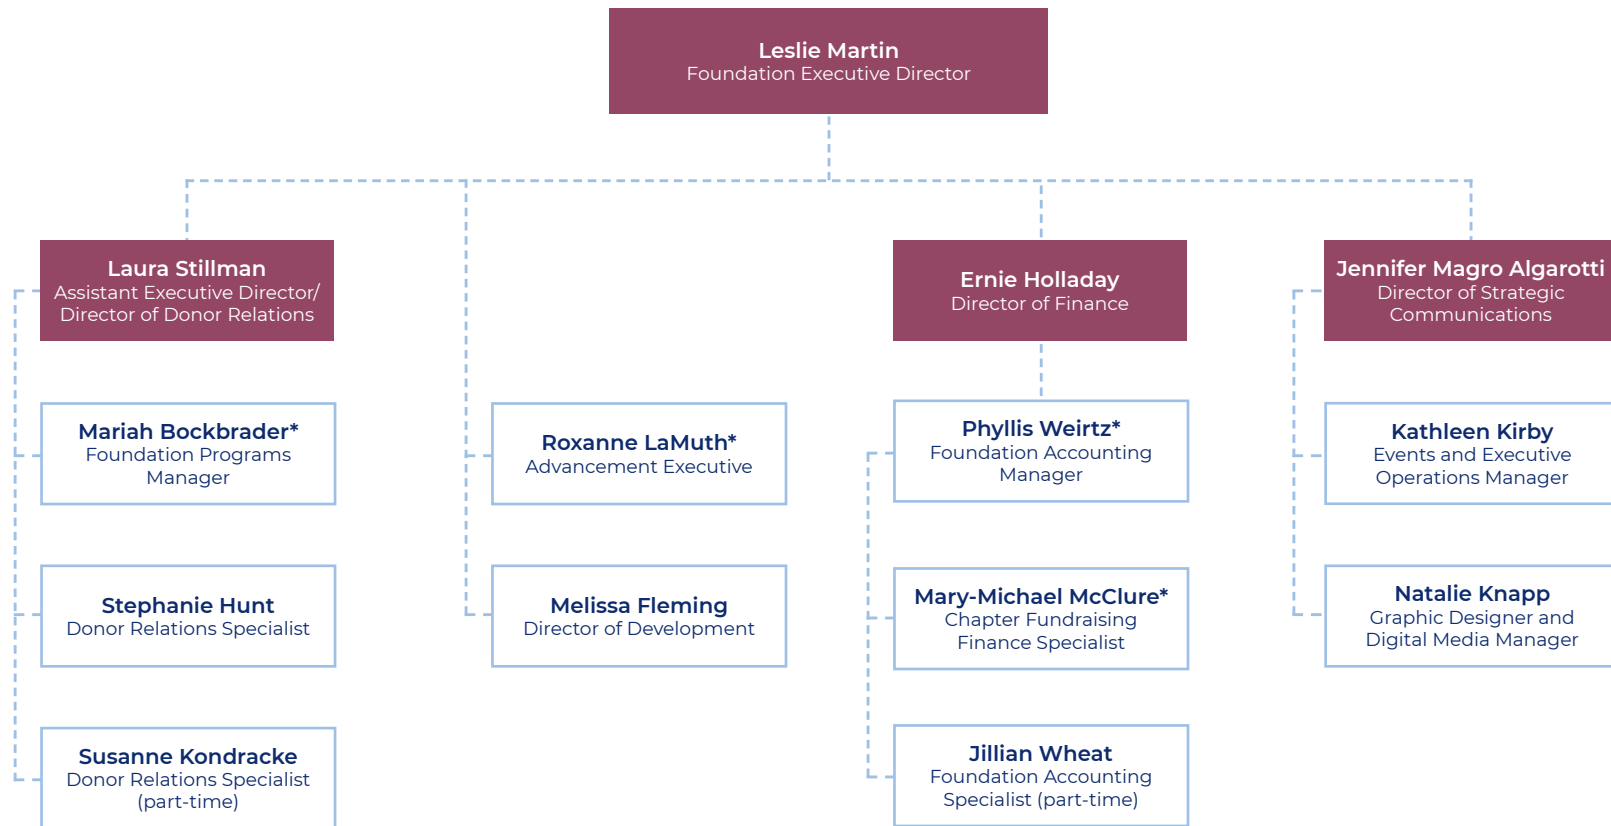 Leslie Martin
Foundation Executive Director
Laura Stillman
Assistant Executive Director/
Director of Donor Relations
Ernie Holladay
Director of Finance
Jennifer Magro Algarotti
Director of Strategic
Communications
Mariah Bockbrader*
Foundation Programs
Manager
Roxanne LaMuth*
Advancement Executive
Phyllis Weirtz*
Foundation Accounting
Manager
Kathleen Kirby
Events and Executive
Operations Manager
Stephanie Hunt
Donor Relations Specialist
Melissa Fleming
Director of Development
Mary-Michael McClure*
Chapter Fundraising
Finance Specialist
Natalie Knapp
Graphic Designer and
Digital Media Manager
Susanne Kondracke
Donor Relations Specialist
(part-time)
Jillian Wheat
Foundation Accounting
Specialist (part-time)